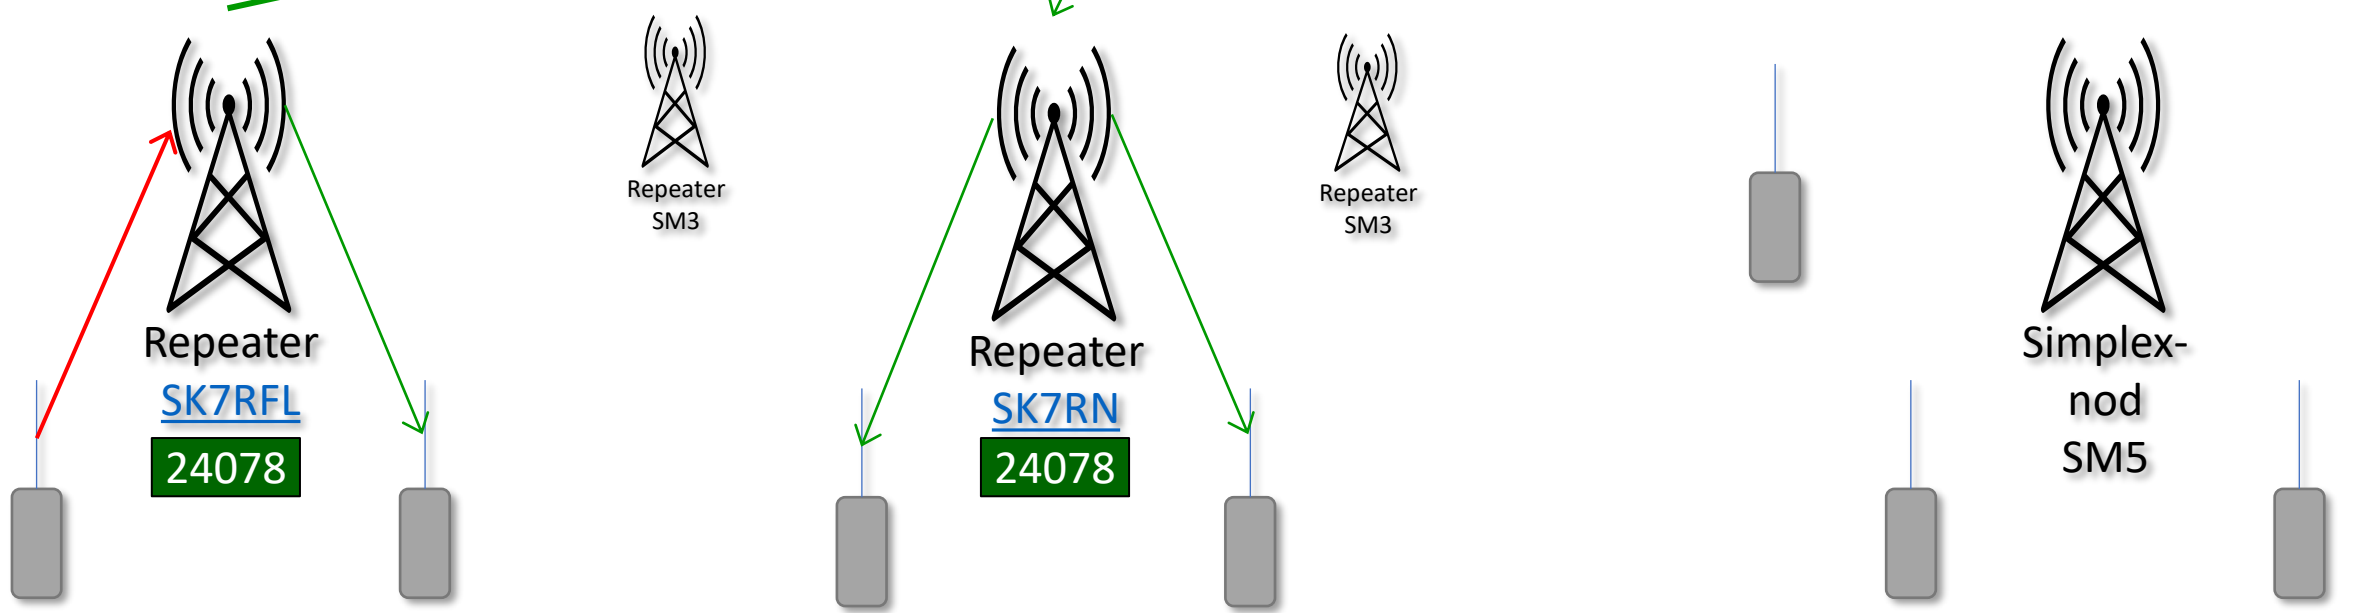 Repeater
SK7RFL
24078
Repeater
SM3
Repeater
SK7RN
24078
Repeater
SM3
Simplex-
nod
SM5